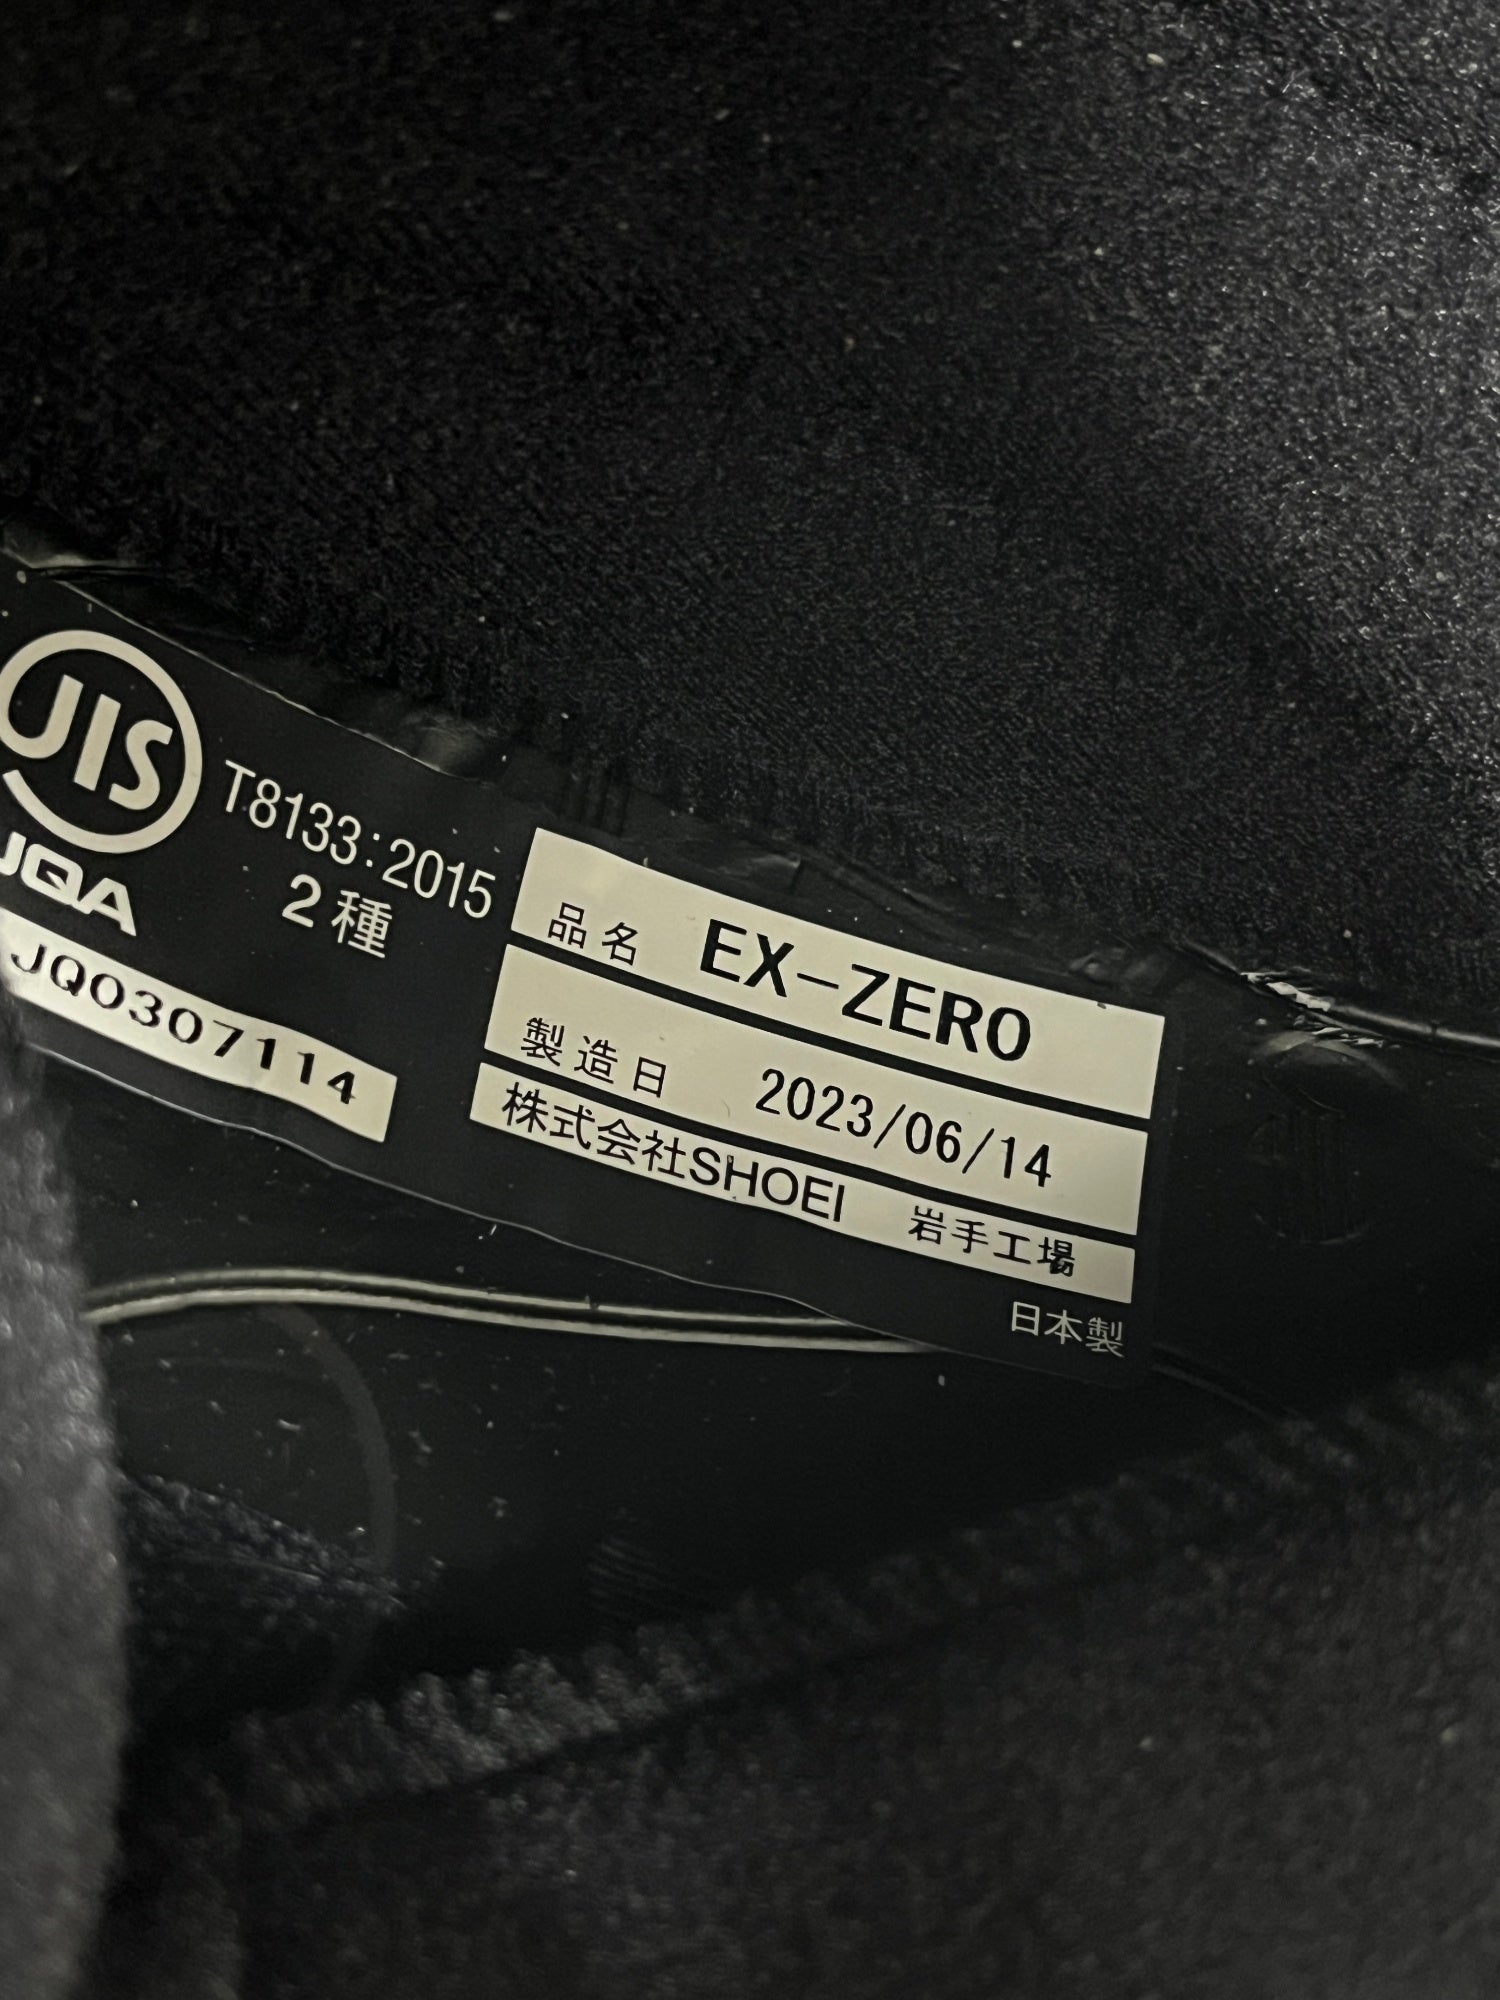 JIS
T8133:2015
2種
JQA
JQ0307114
品名 EX-ZERO
製造日 2023/06/14
株式会社SHOEI 岩手工場
日本製